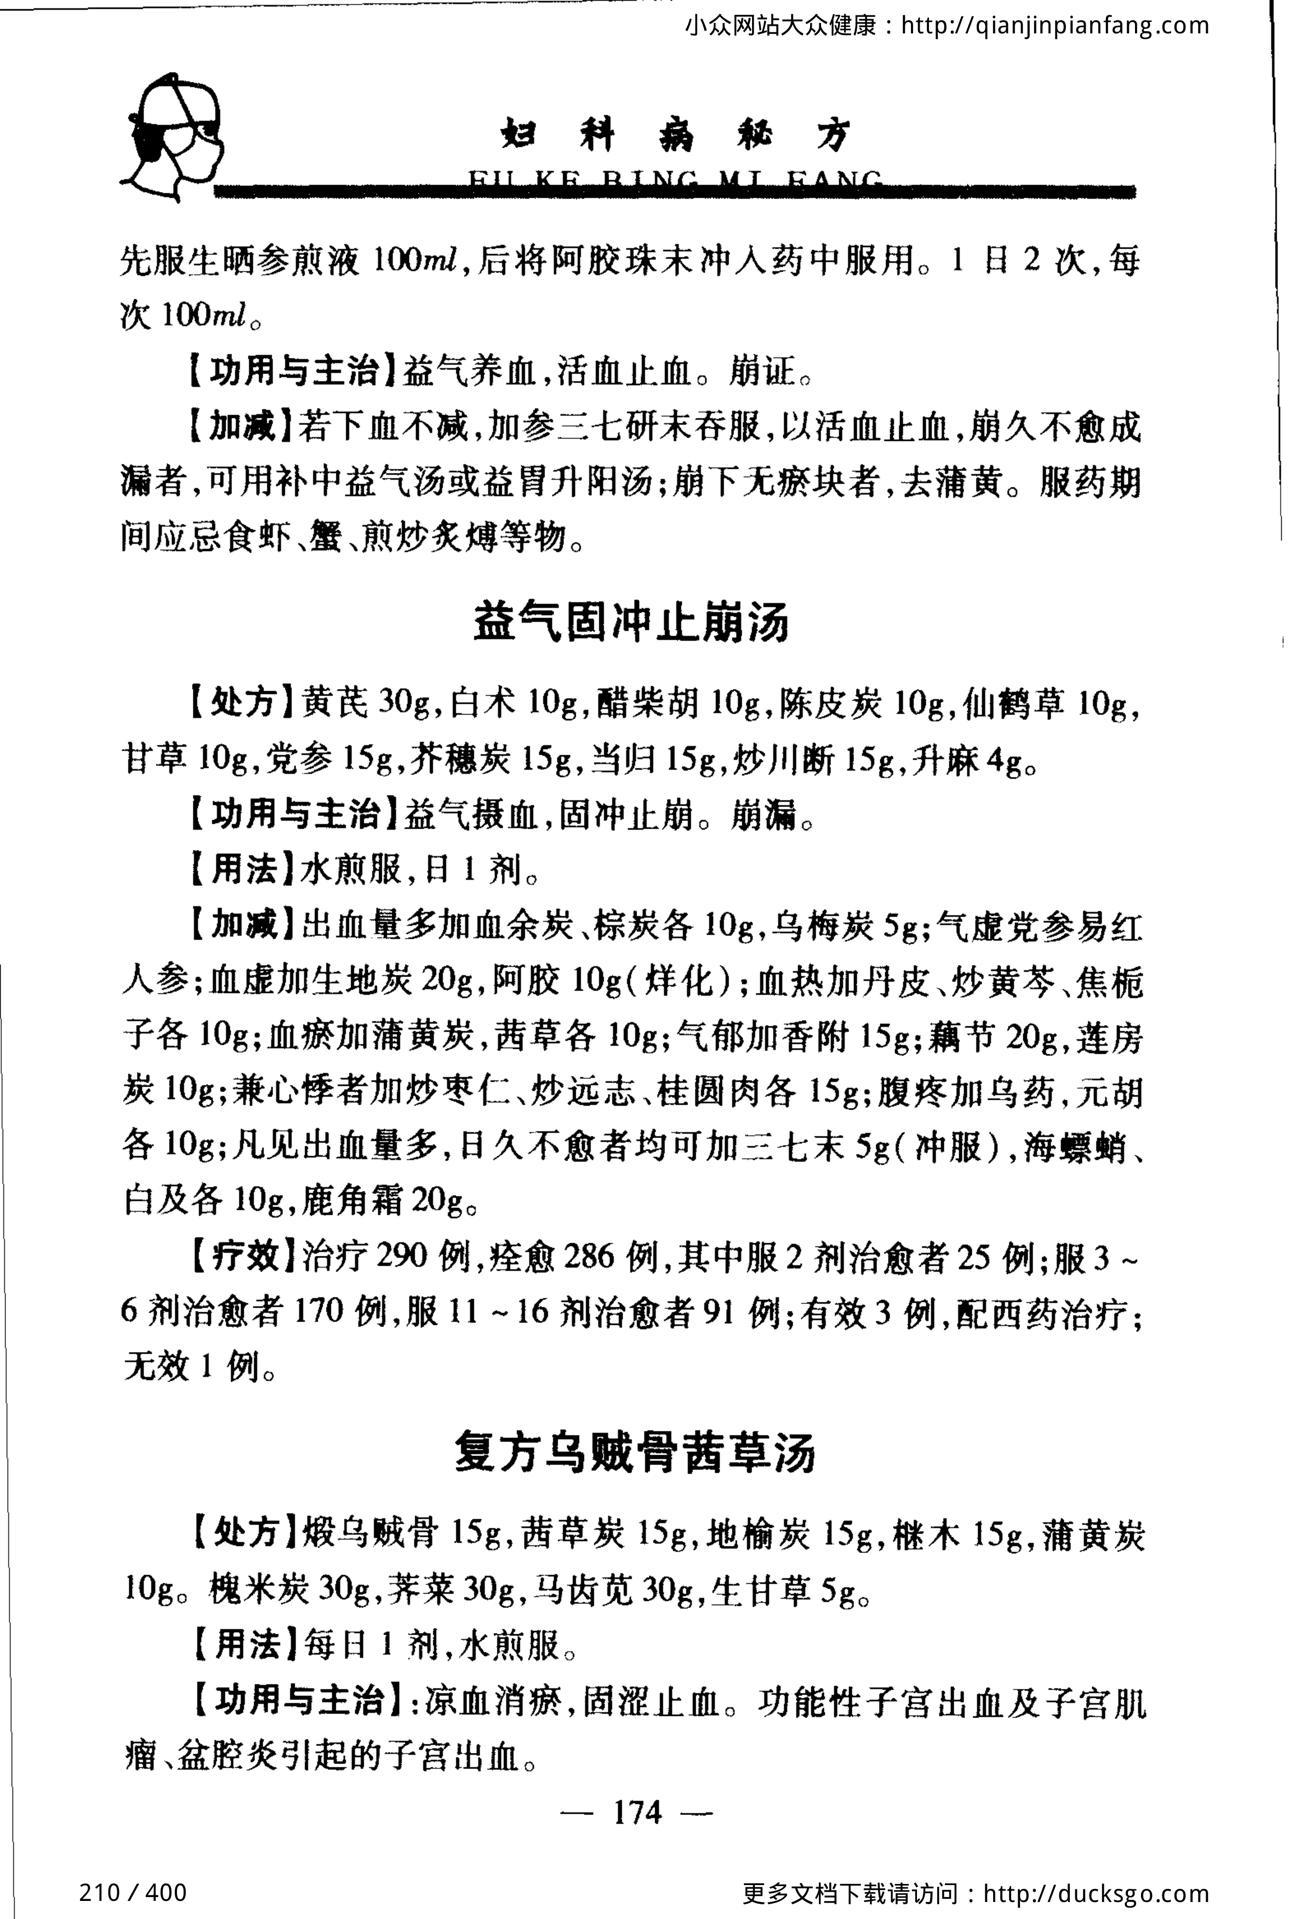 小众网站大众健康：http://qianjinpianfang.com
妇科病秘方
FU KE BING MI FANG
先服生晒参煎液 100ml,后将阿胶珠末冲入药中服用。1 日 2 次,每
次 100ml。
【功用与主治】益气养血,活血止血。崩证。
【加减】若下血不减,加参三七研末吞服,以活血止血,崩久不愈成
漏者,可用补中益气汤或益胃升阳汤;崩下无瘀块者,去蒲黄。服药期
间应忌食虾、蟹、煎炒炙煿等物。
益气固冲止崩汤
【处方】黄芪 30g,白术 10g,醋柴胡 10g,陈皮炭 10g,仙鹤草 10g,
甘草 10g,党参 15g,芥穗炭 15g,当归 15g,炒川断 15g,升麻 4g。
【功用与主治】益气摄血,固冲止崩。崩漏。
【用法】水煎服,日 1 剂。
【加减】出血量多加血余炭、棕炭各 10g,乌梅炭 5g;气虚党参易红
人参;血虚加生地炭 20g,阿胶 10g(烊化);血热加丹皮、炒黄芩、焦栀
子各 10g;血瘀加蒲黄炭,茜草各 10g;气郁加香附 15g;藕节 20g,莲房
炭 10g;兼心悸者加炒枣仁、炒远志、桂圆肉各 15g;腹疼加乌药,元胡
各 10g;凡见出血量多,日久不愈者均可加三七末 5g(冲服),海螵蛸、
白及各 10g,鹿角霜 20g。
【疗效】治疗 290 例,痊愈 286 例,其中服 2 剂治愈者 25 例;服 3 ~
6 剂治愈者 170 例,服 11 ~ 16 剂治愈者 91 例;有效 3 例,配西药治疗;
无效 1 例。
复方乌贼骨茜草汤
【处方】煅乌贼骨 15g,茜草炭 15g,地榆炭 15g,继木 15g,蒲黄炭
10g。槐米炭 30g,荠菜 30g,马齿苋 30g,生甘草 5g。
【用法】每日 1 剂,水煎服。
【功用与主治】:凉血消瘀,固涩止血。功能性子宫出血及子宫肌
瘤、盆腔炎引起的子宫出血。
— 174 —
210 / 400
更多文档下载请访问：http://ducksgo.com